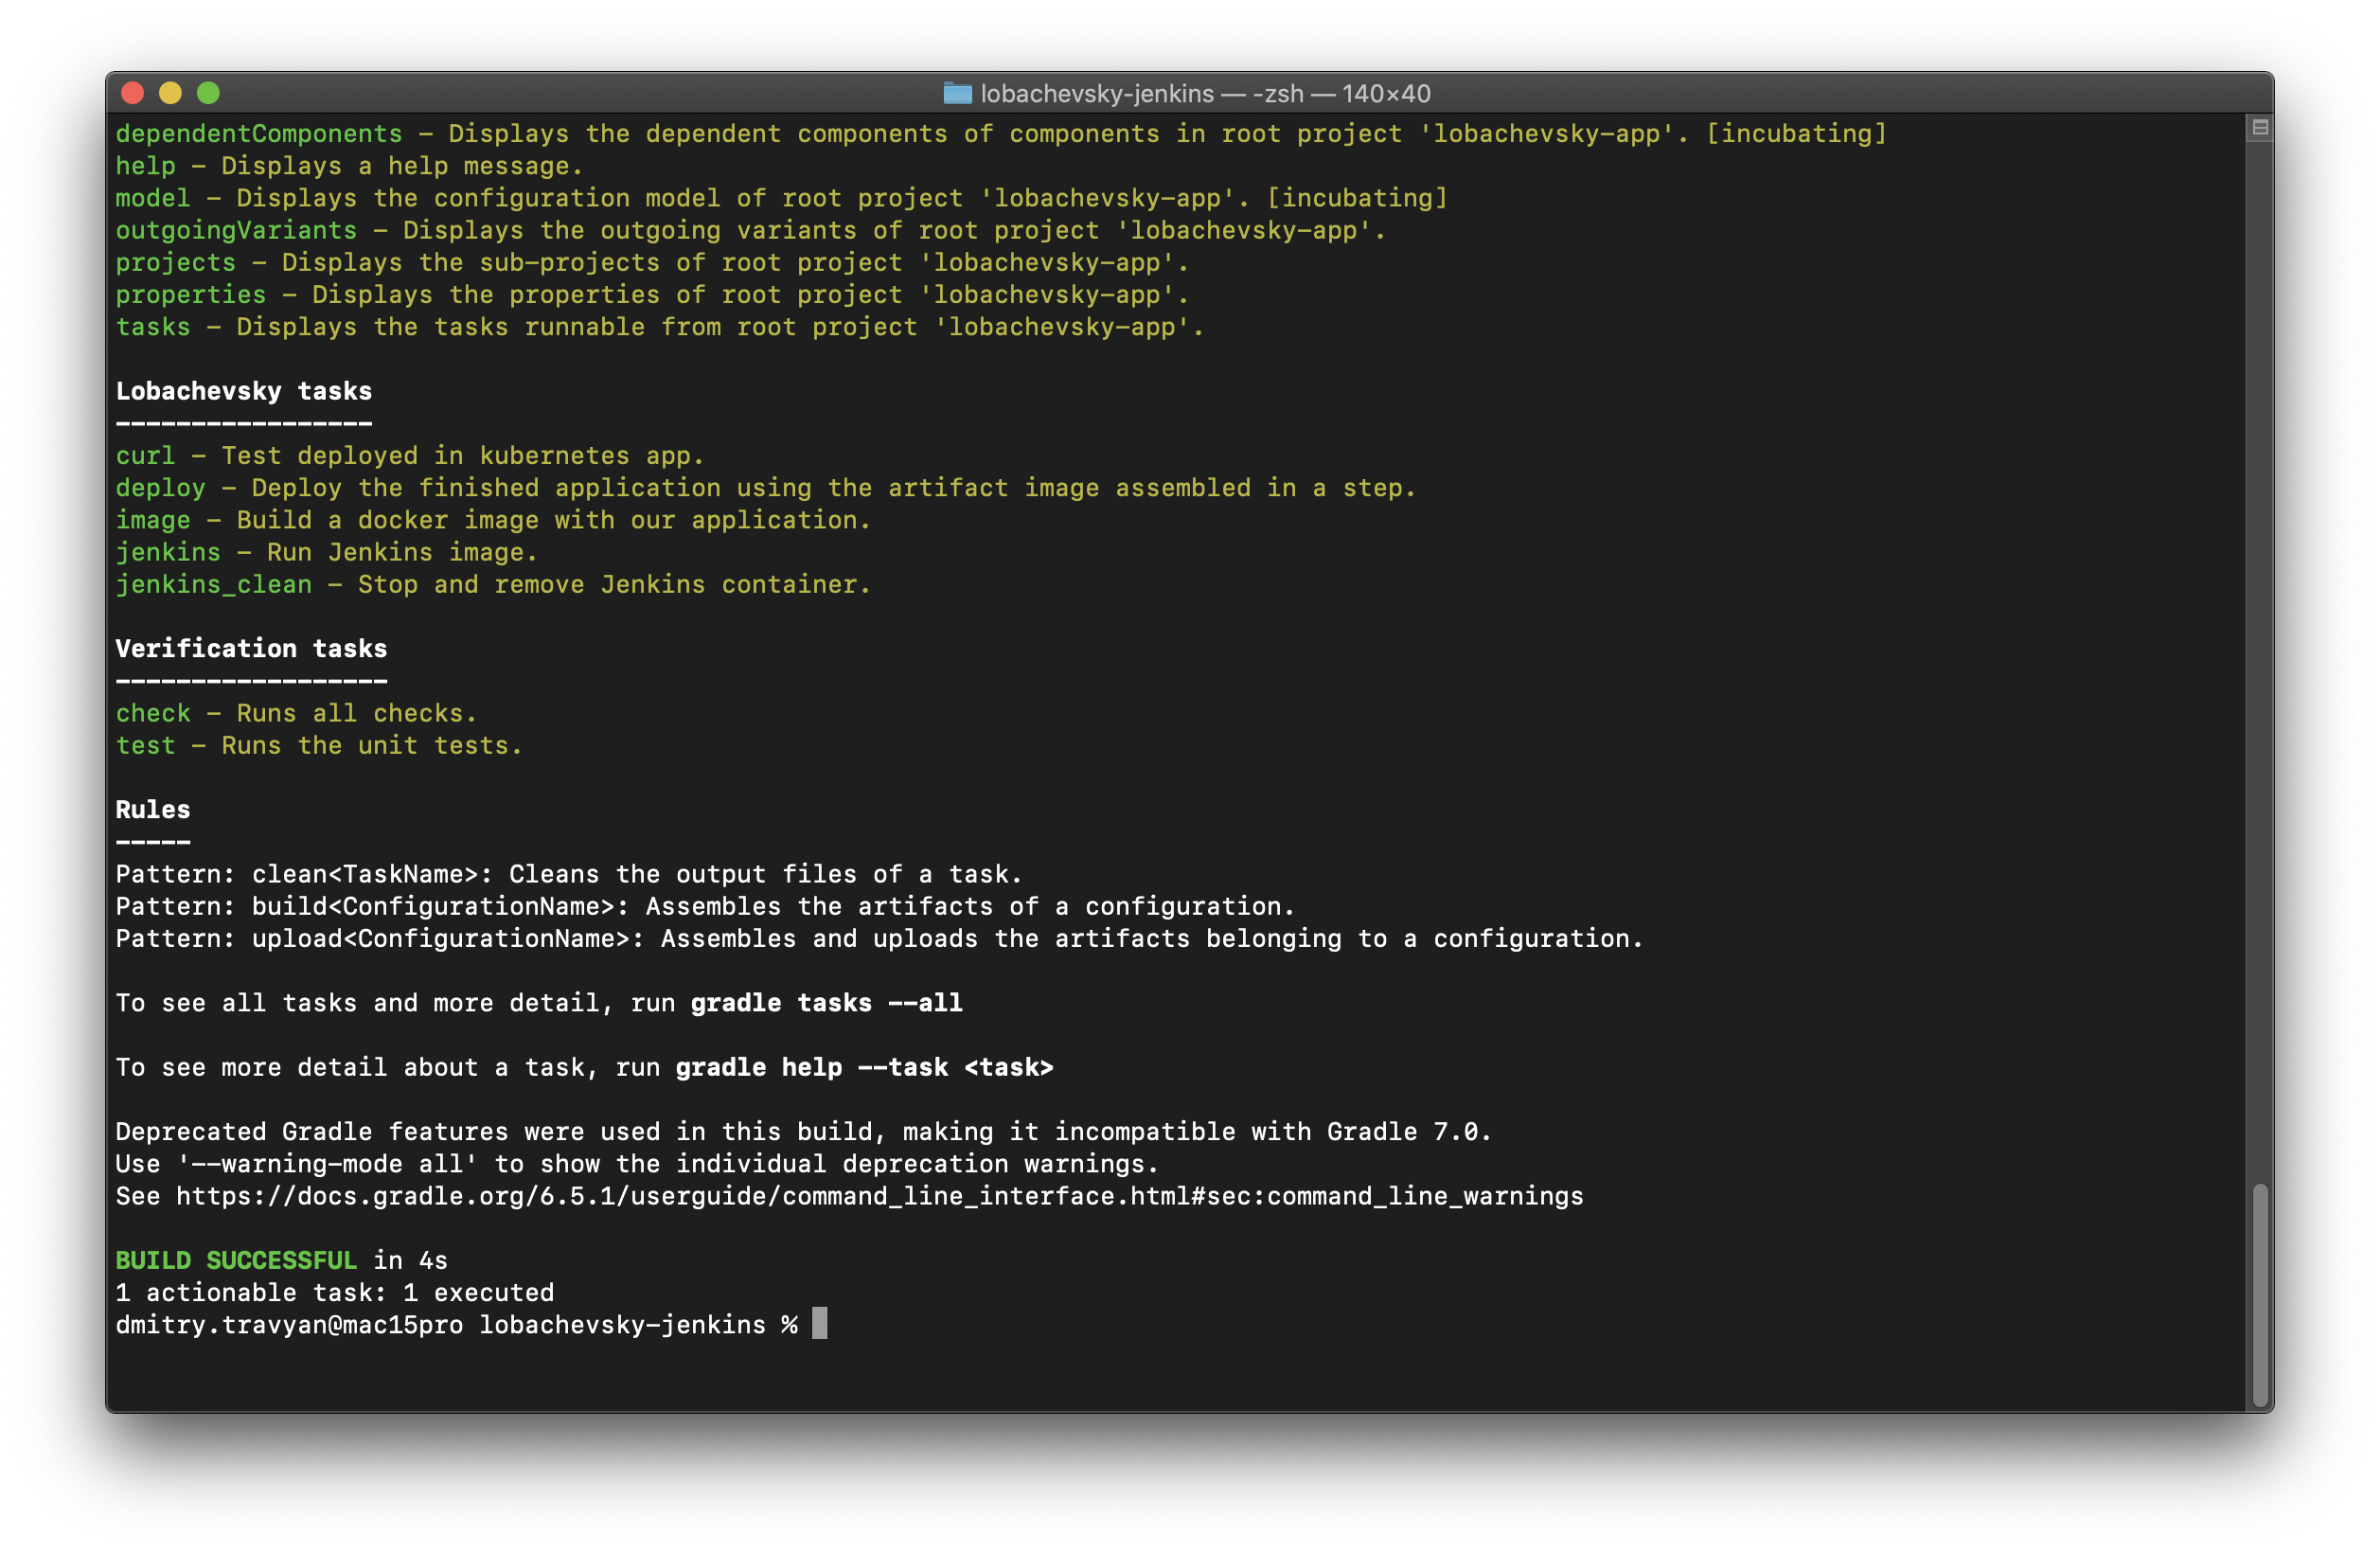 lobachevsky-jenkins — -zsh — 140×40
dependentComponents - Displays the dependent components of components in root project 'lobachevsky-app'. [incubating]
help - Displays a help message.
model - Displays the configuration model of root project 'lobachevsky-app'. [incubating]
outgoingVariants - Displays the outgoing variants of root project 'lobachevsky-app'.
projects - Displays the sub-projects of root project 'lobachevsky-app'.
properties - Displays the properties of root project 'lobachevsky-app'.
tasks - Displays the tasks runnable from root project 'lobachevsky-app'.
Lobachevsky tasks
-----------------
curl - Test deployed in kubernetes app.
deploy - Deploy the finished application using the artifact image assembled in a step.
image - Build a docker image with our application.
jenkins - Run Jenkins image.
jenkins_clean - Stop and remove Jenkins container.
Verification tasks
------------------
check - Runs all checks.
test - Runs the unit tests.
Rules
-----
Pattern: clean<TaskName>: Cleans the output files of a task.
Pattern: build<ConfigurationName>: Assembles the artifacts of a configuration.
Pattern: upload<ConfigurationName>: Assembles and uploads the artifacts belonging to a configuration.
To see all tasks and more detail, run gradle tasks --all
To see more detail about a task, run gradle help --task <task>
Deprecated Gradle features were used in this build, making it incompatible with Gradle 7.0.
Use '--warning-mode all' to show the individual deprecation warnings.
See https://docs.gradle.org/6.5.1/userguide/command_line_interface.html#sec:command_line_warnings
BUILD SUCCESSFUL in 4s
1 actionable task: 1 executed
dmitry.travyan@mac15pro lobachevsky-jenkins %